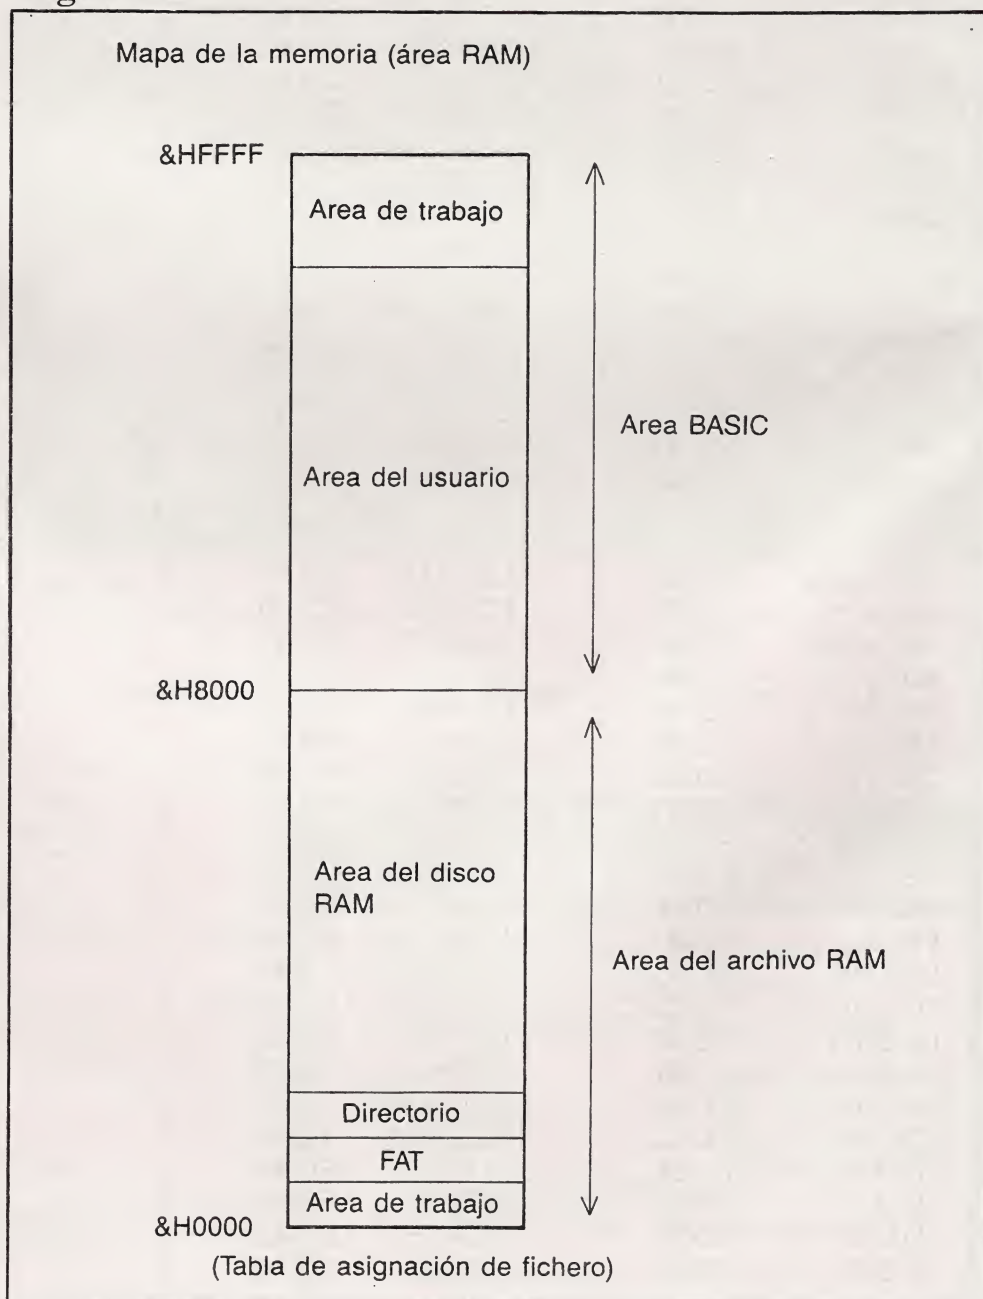 Mapa de la memoria (área RAM)
&HFFFF
Area de trabajo
Area BASIC
Area del usuario
&H8000
Area del disco
RAM
Area del archivo RAM
Directorio
FAT
Area de trabajo
&H0000
(Tabla de asignación de fichero)